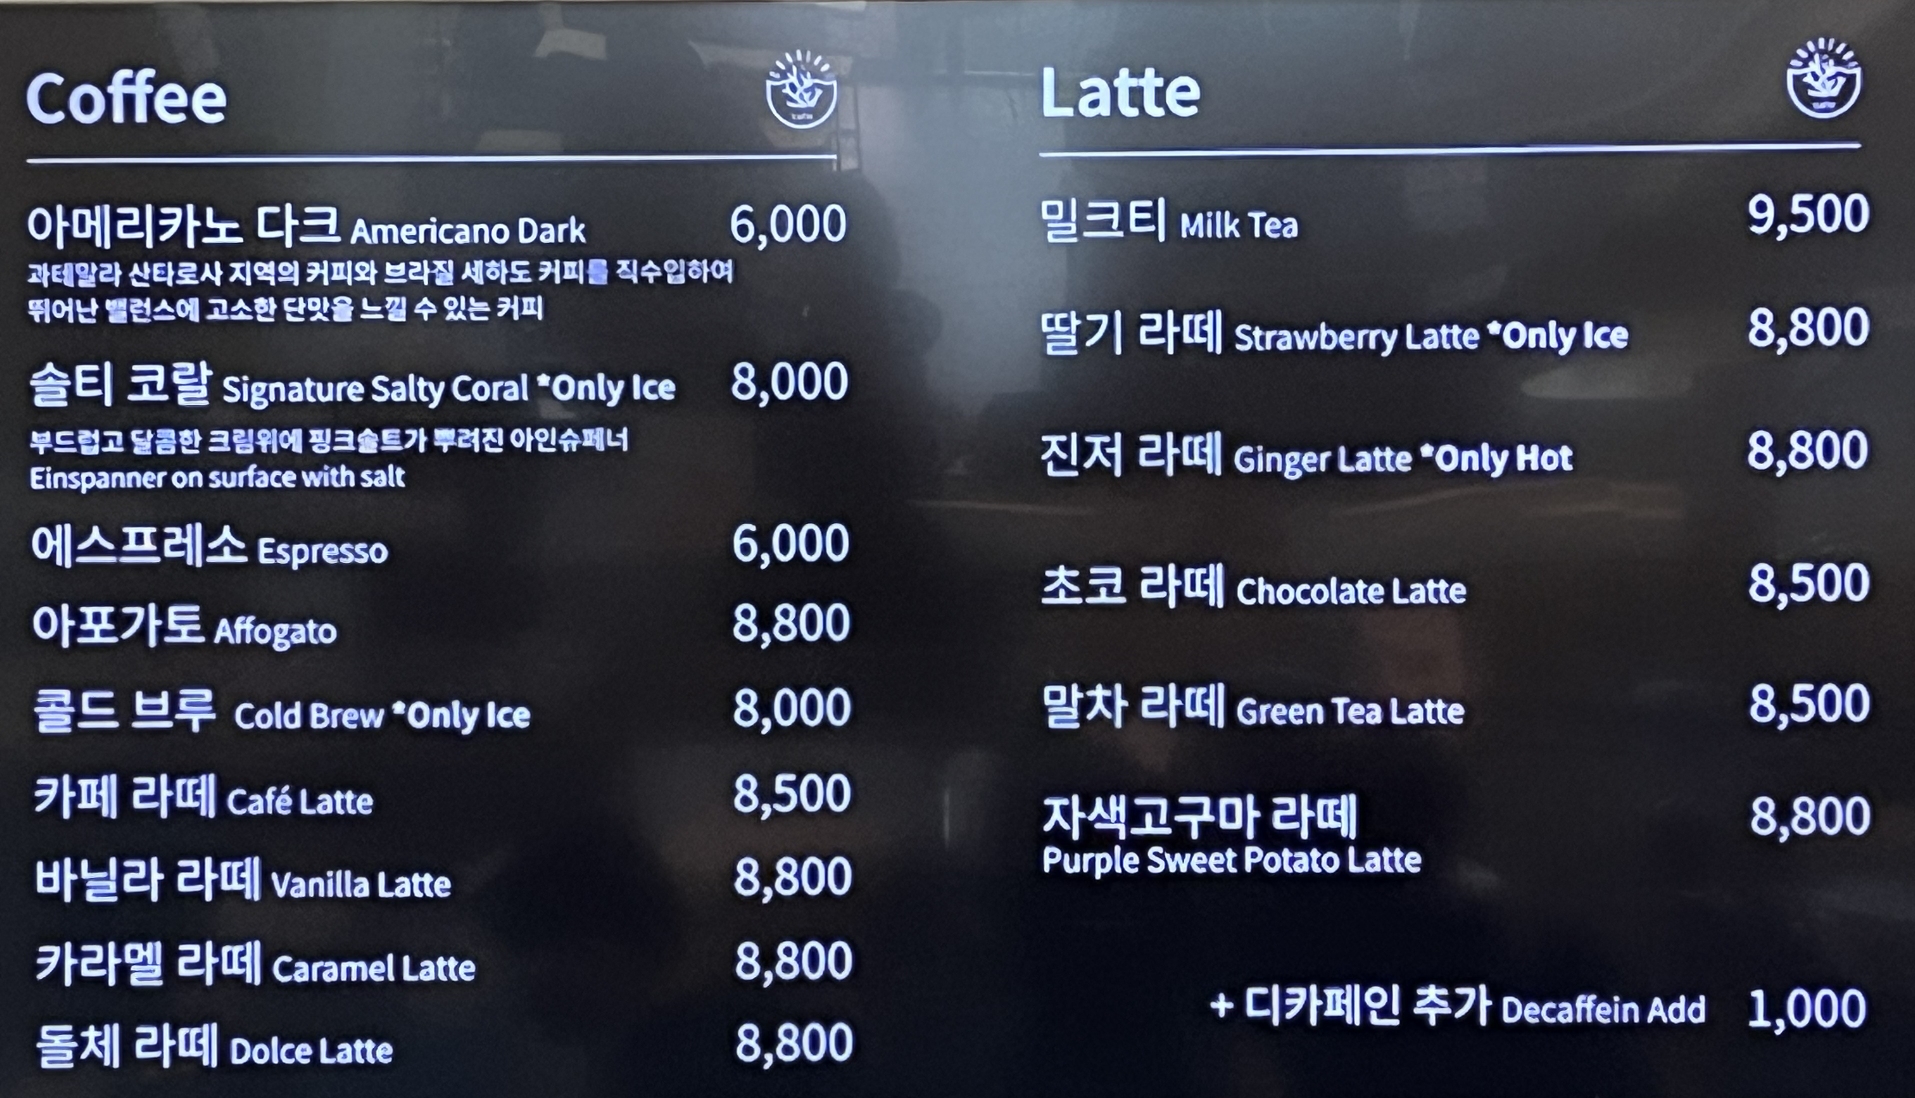 Coffee
아메리카노 다크 Americano Dark 6,000
과테말라 산타로사 지역의 커피와 브라질 세하도 커피를 직수입하여
뛰어난 밸런스에 고소한 단맛을 느낄 수 있는 커피
솔티 코랄 Signature Salty Coral *Only Ice 8,000
부드럽고 달콤한 크림위에 핑크솔트가 뿌려진 아인슈페너
Einspanner on surface with salt
에스프레소 Espresso 6,000
아포가토 Affogato 8,800
콜드 브루 Cold Brew *Only Ice 8,000
카페 라떼 Café Latte 8,500
바닐라 라떼 Vanilla Latte 8,800
카라멜 라떼 Caramel Latte 8,800
돌체 라떼 Dolce Latte 8,800
Latte
밀크티 Milk Tea 9,500
딸기 라떼 Strawberry Latte *Only Ice 8,800
진저 라떼 Ginger Latte *Only Hot 8,800
초코 라떼 Chocolate Latte 8,500
말차 라떼 Green Tea Latte 8,500
자색고구마 라떼 8,800
Purple Sweet Potato Latte
+ 디카페인 추가 Decaffein Add 1,000